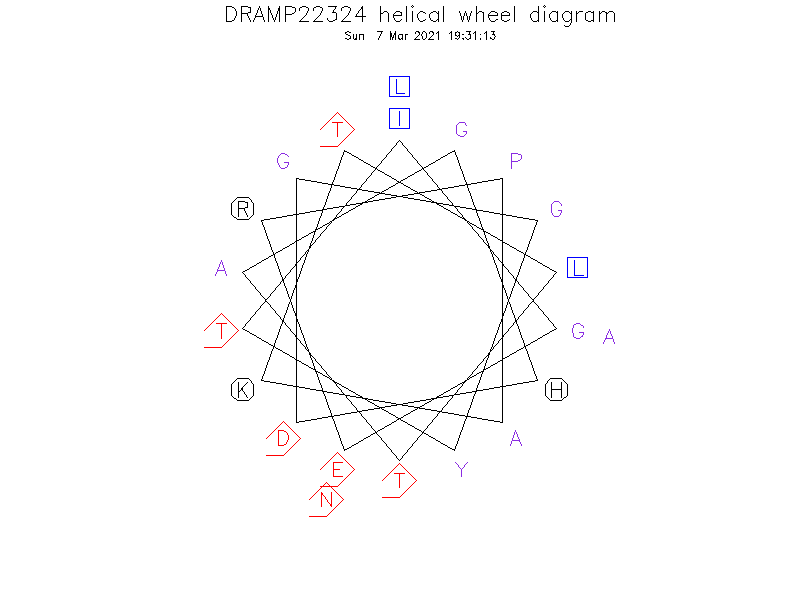 DRAMP22324 helical wheel diagram
Sun 7 Mar 2021 19:31:13
L
I
T
G
G
P
R
G
A
L
T
G
A
K
H
D
A
E
Y
T
N